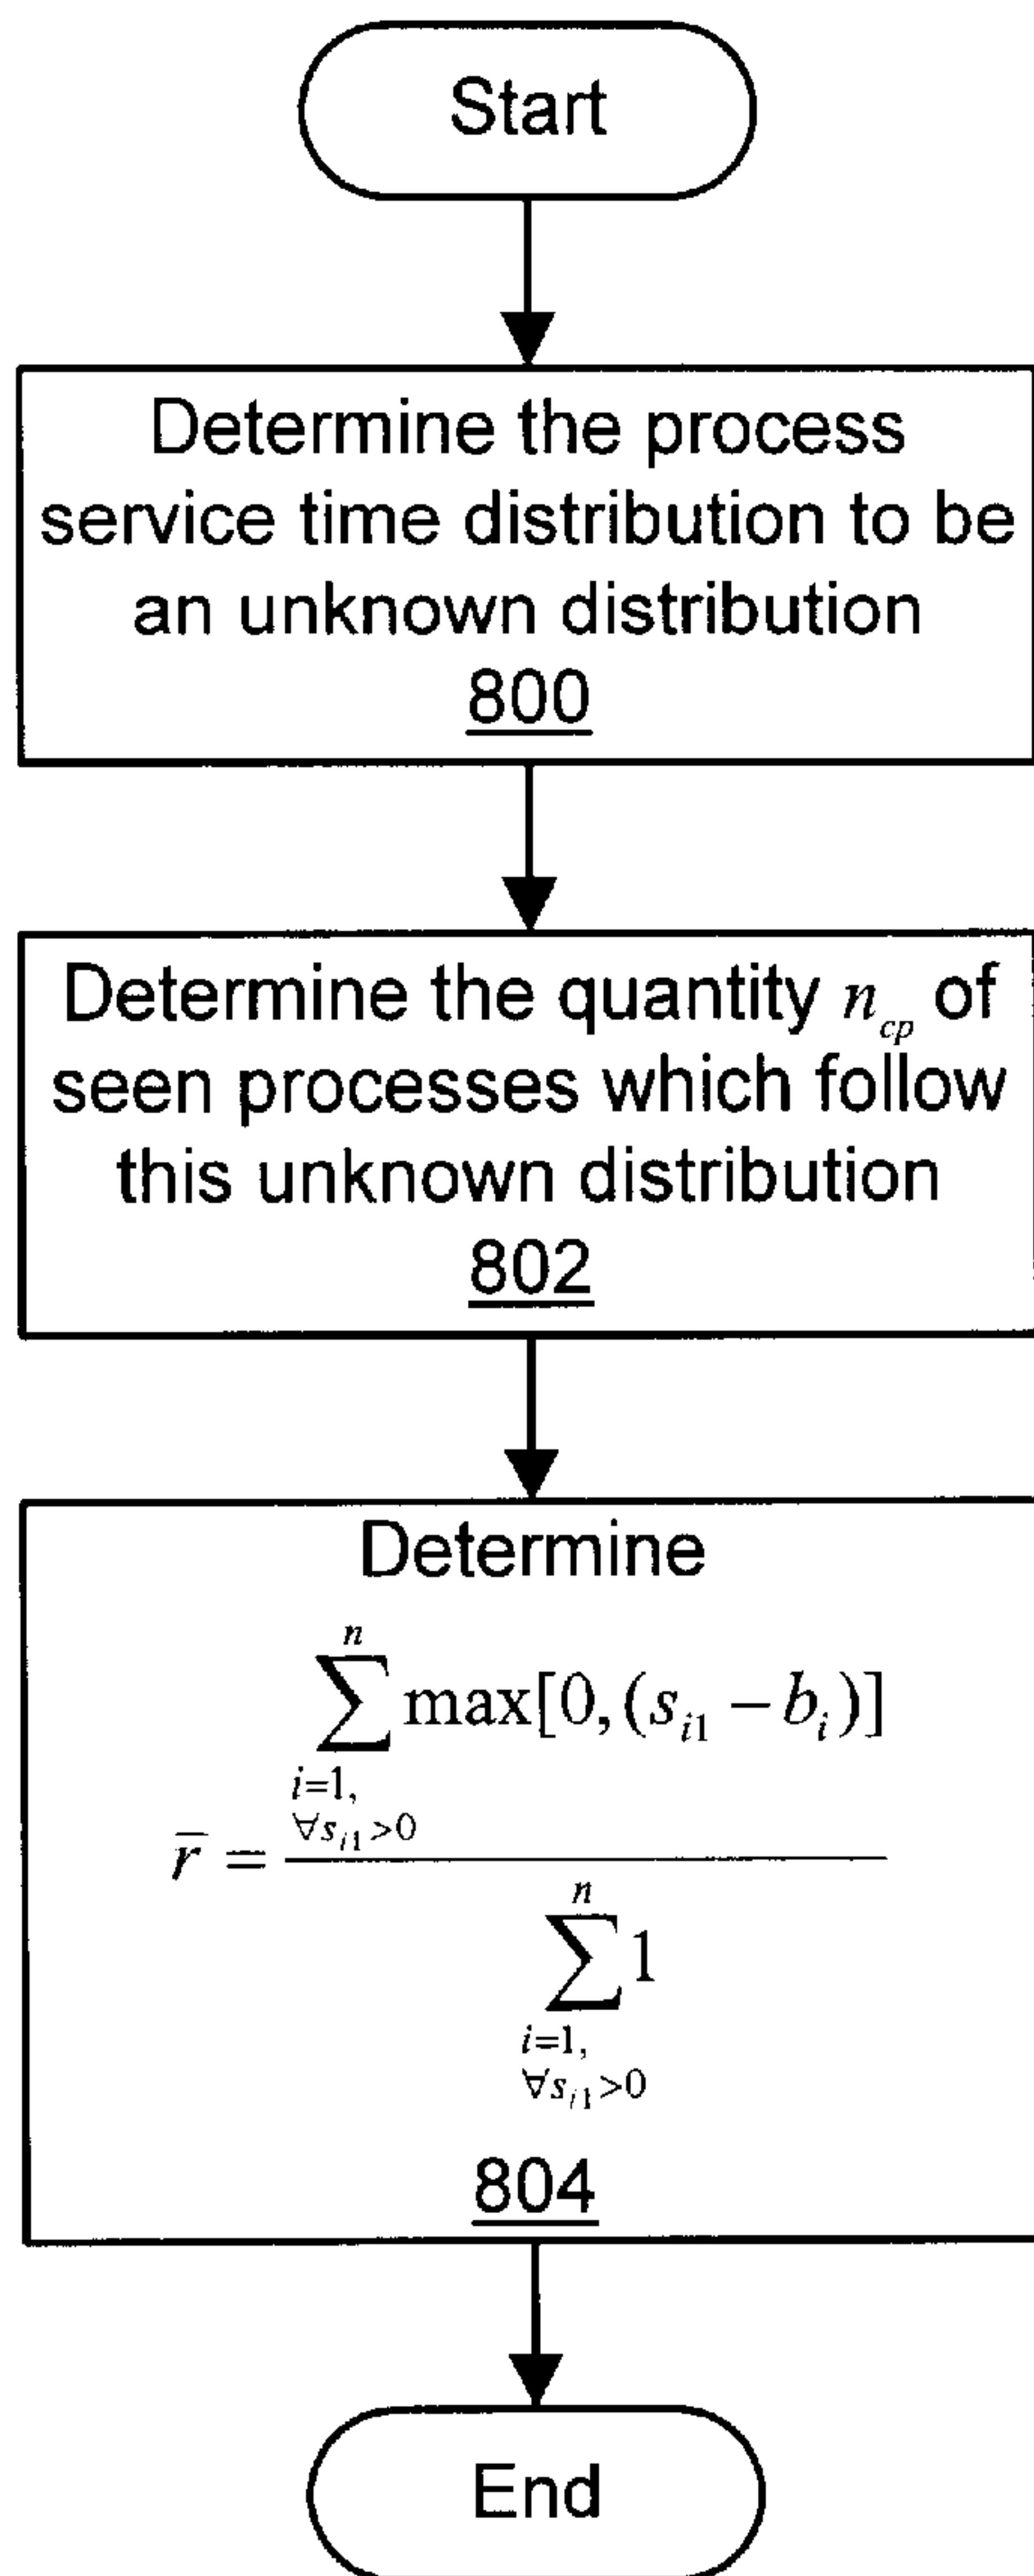 Start
Determine the process
service time distribution to be
an unknown distribution
800
Determine the quantity n_cp of
seen processes which follow
this unknown distribution
802
Determine
n
∑ max[0, (s_i1 − b_i)]
i=1,
∀s_i1>0
r̅ =
n
∑ 1
i=1,
∀s_i1>0
804
End